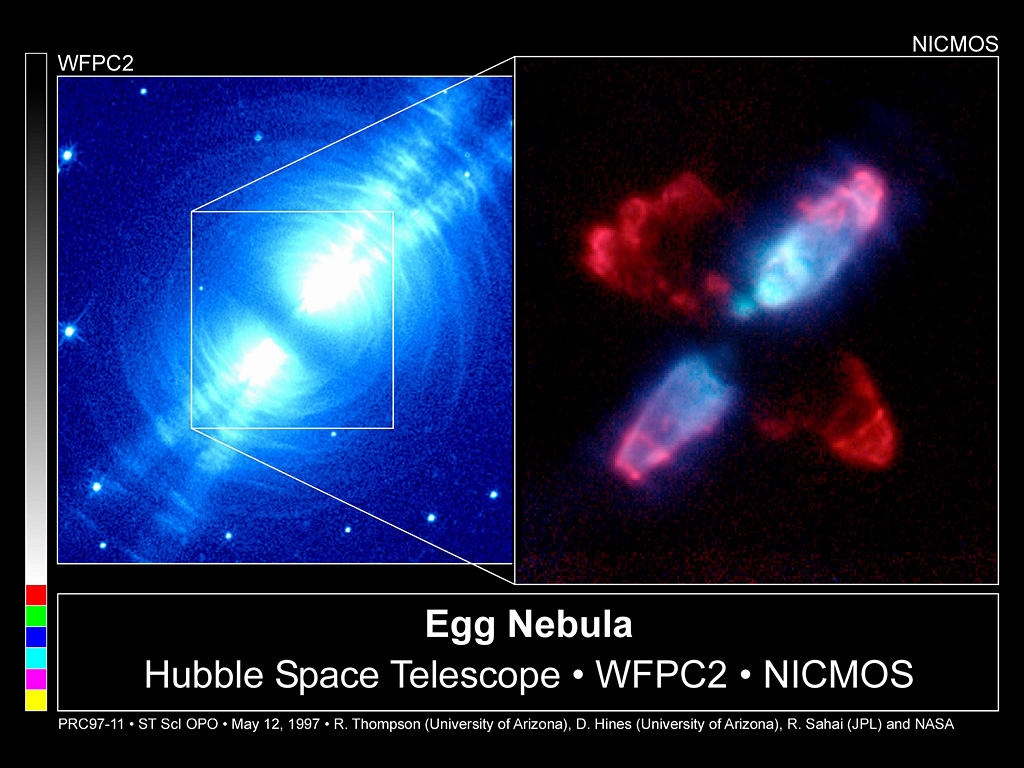 NICMOS
WFPC2
Egg Nebula
Hubble Space Telescope • WFPC2 • NICMOS
PRC97-11 • ST ScI OPO • May 12, 1997 • R. Thompson (University of Arizona), D. Hines (University of Arizona), R. Sahai (JPL) and NASA